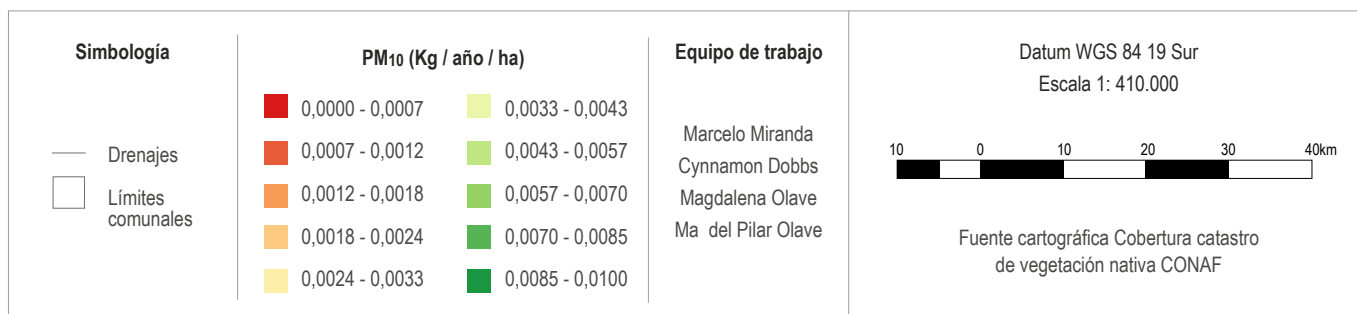 Simbología
Drenajes
Límites
comunales
PM10 (Kg / año / ha)
0,0000 - 0,0007
0,0007 - 0,0012
0,0012 - 0,0018
0,0018 - 0,0024
0,0024 - 0,0033
0,0033 - 0,0043
0,0043 - 0,0057
0,0057 - 0,0070
0,0070 - 0,0085
0,0085 - 0,0100
Equipo de trabajo
Marcelo Miranda
Cynnamon Dobbs
Magdalena Olave
Ma del Pilar Olave
Datum WGS 84 19 Sur
Escala 1: 410.000
10 0 10 20 30 40km
Fuente cartográfica Cobertura catastro
de vegetación nativa CONAF